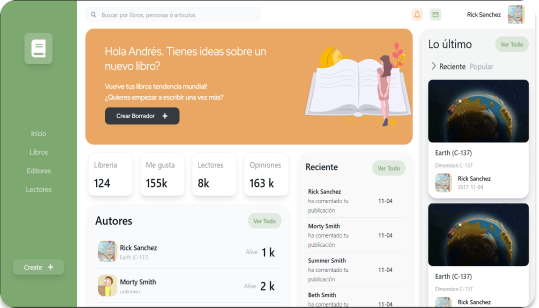 Inicio
Libros
Editores
Lectores
Create +
Buscar por libros, personas ó artículos
Rick Sanchez
Hola Andrés. Tienes ideas sobre un
nuevo libro?
Vuelve tus libros tendencia mundial!
¿Quieres empezar a escribir una vez más?
Crear Borrador +
Libreria
124
Me gusta
155k
Lectores
8k
Opiniones
163 k
Autores
Ver Todo
Rick Sanchez
Earth (C-137)
Alive 1 k
Morty Smith
unknown
Alive 2 k
Reciente
Ver Todo
Rick Sanchez
ha comentado tu
publicación
11-04
Morty Smith
ha comentado tu
publicación
11-04
Summer Smith
ha comentado tu
publicación
11-04
Beth Smith
11-04
Lo último
Ver Todo
Reciente Popular
Earth (C-137)
Dimension C-137
Rick Sanchez
2017-11-04
Earth (C-137)
Dimension C-137
Rick Sanchez